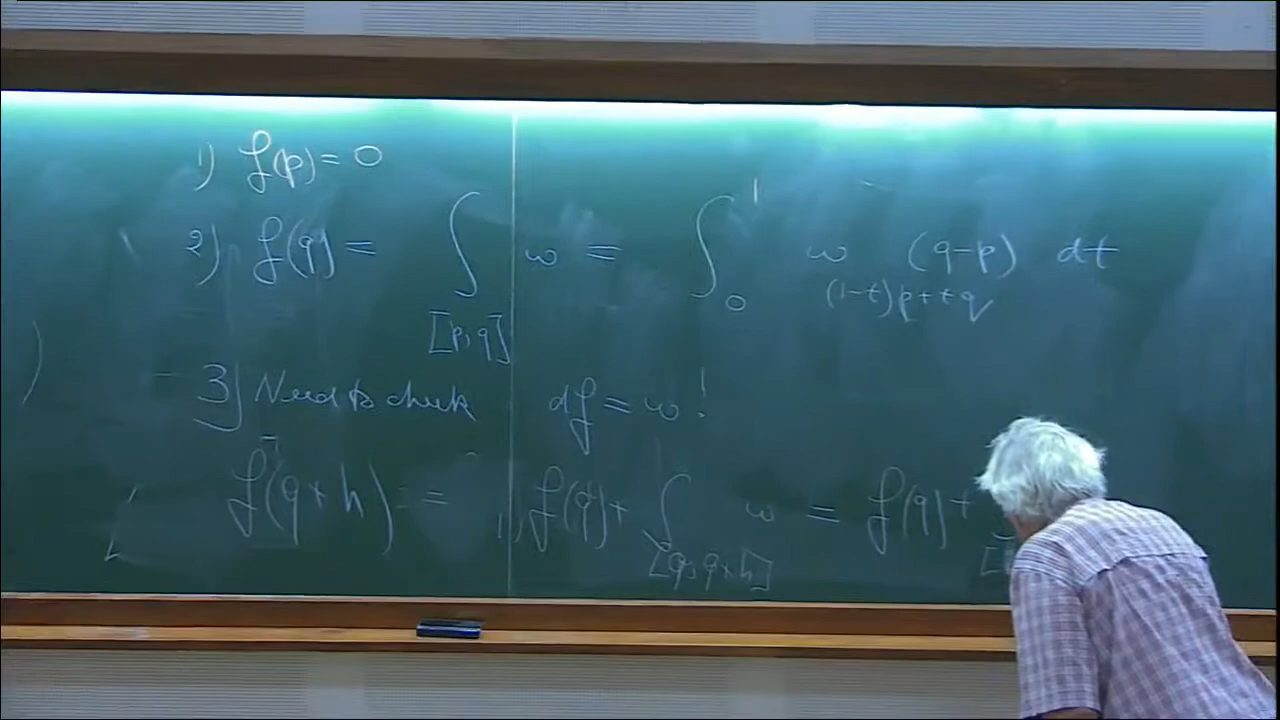 1) f(p) = 0
2) f(q) = ∫_{[p,q]} ω = ∫_0^1 ω_{(1-t)p+tq} (q-p) dt
3) Need to check df = ω !
f(q+h) = f(q) + ∫_{[q,q+h]} ω = f(q) +